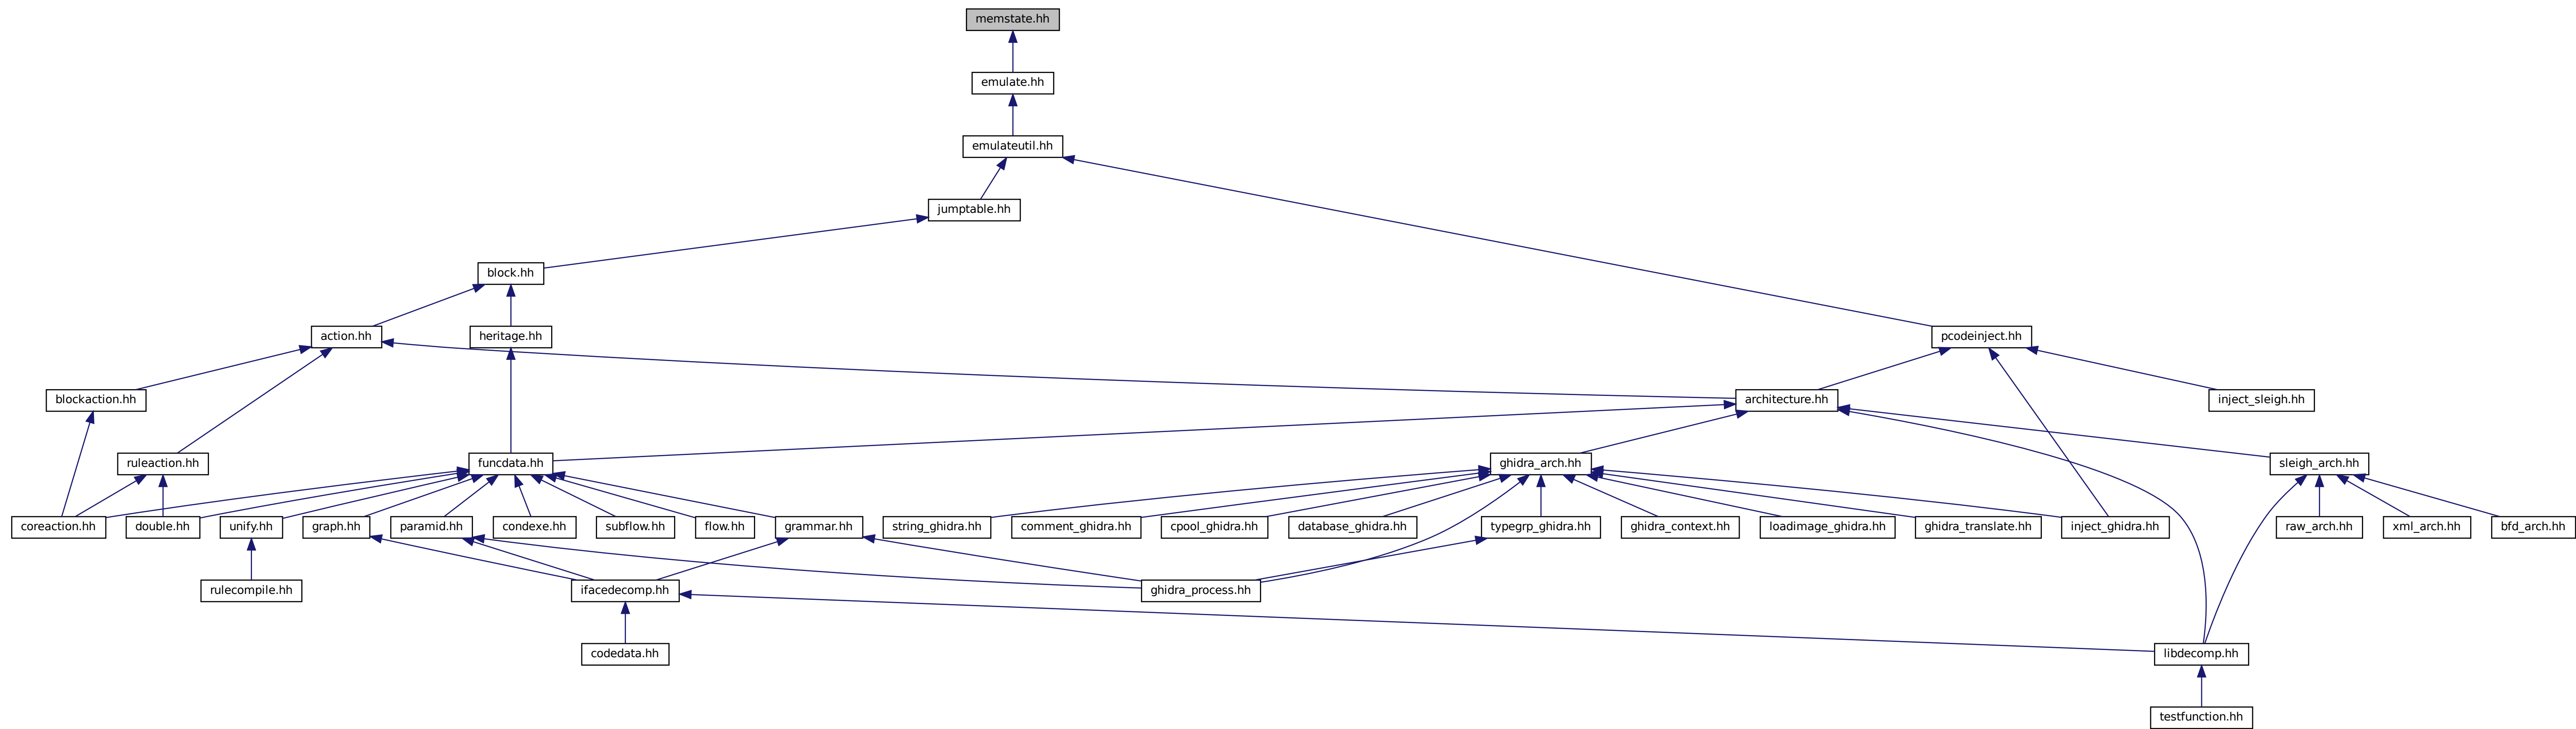 memstate.hh
emulate.hh
emulateutil.hh
jumptable.hh
block.hh
action.hh
heritage.hh
pcodeinject.hh
blockaction.hh
architecture.hh
inject_sleigh.hh
ruleaction.hh
funcdata.hh
ghidra_arch.hh
sleigh_arch.hh
coreaction.hh
double.hh
unify.hh
graph.hh
paramid.hh
condexe.hh
subflow.hh
flow.hh
grammar.hh
string_ghidra.hh
comment_ghidra.hh
cpool_ghidra.hh
database_ghidra.hh
typegrp_ghidra.hh
ghidra_context.hh
loadimage_ghidra.hh
ghidra_translate.hh
inject_ghidra.hh
raw_arch.hh
xml_arch.hh
bfd_arch.hh
rulecompile.hh
ifacedecomp.hh
ghidra_process.hh
codedata.hh
libdecomp.hh
testfunction.hh